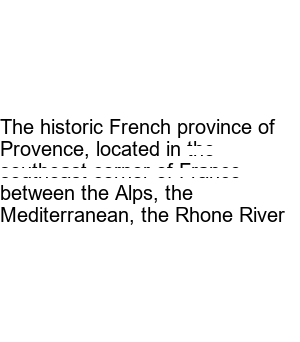 The historic French province of
Provence, located in the
southeast corner of France
between the Alps, the
Mediterranean, the Rhone River